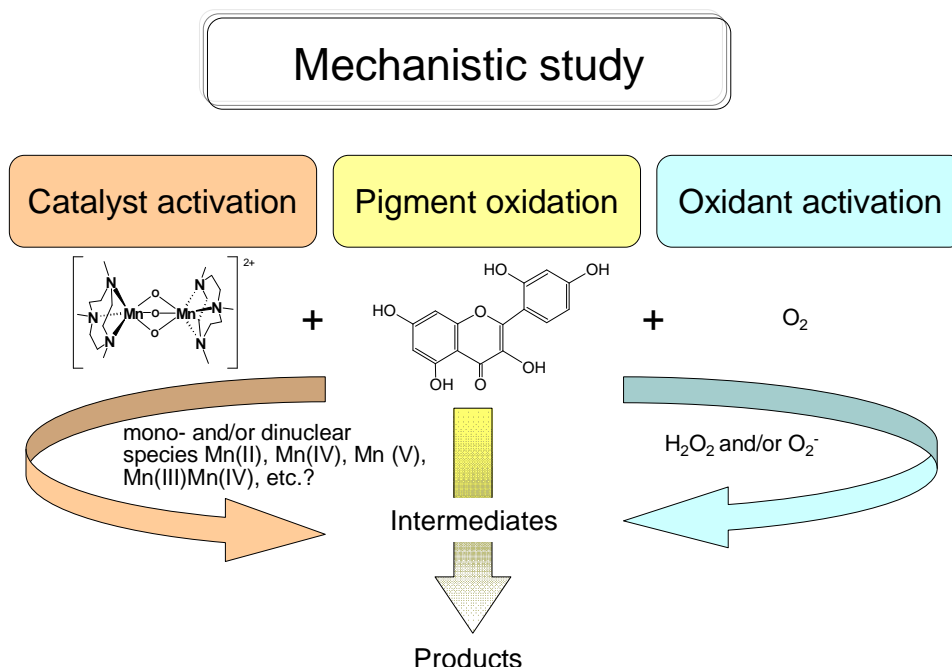 Mechanistic study
Catalyst activation
Pigment oxidation
Oxidant activation
2+
N
N
N
Mn
O
O
O
Mn
N
N
N
+
HO
OH
HO
O
OH
O
OH
+
O₂
mono- and/or dinuclear
species Mn(II), Mn(IV), Mn (V),
Mn(III)Mn(IV), etc.?
H₂O₂ and/or O₂⁻
Intermediates
Products